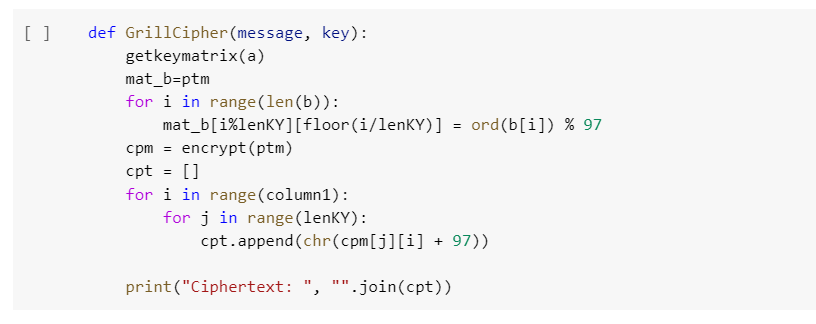 [ ] def GrillCipher(message, key):
getkeymatrix(a)
mat_b=ptm
for i in range(len(b)):
mat_b[i%lenKY][floor(i/lenKY)] = ord(b[i]) % 97
cpm = encrypt(ptm)
cpt = []
for i in range(column1):
for j in range(lenKY):
cpt.append(chr(cpm[j][i] + 97))
print("Ciphertext: ", "".join(cpt))